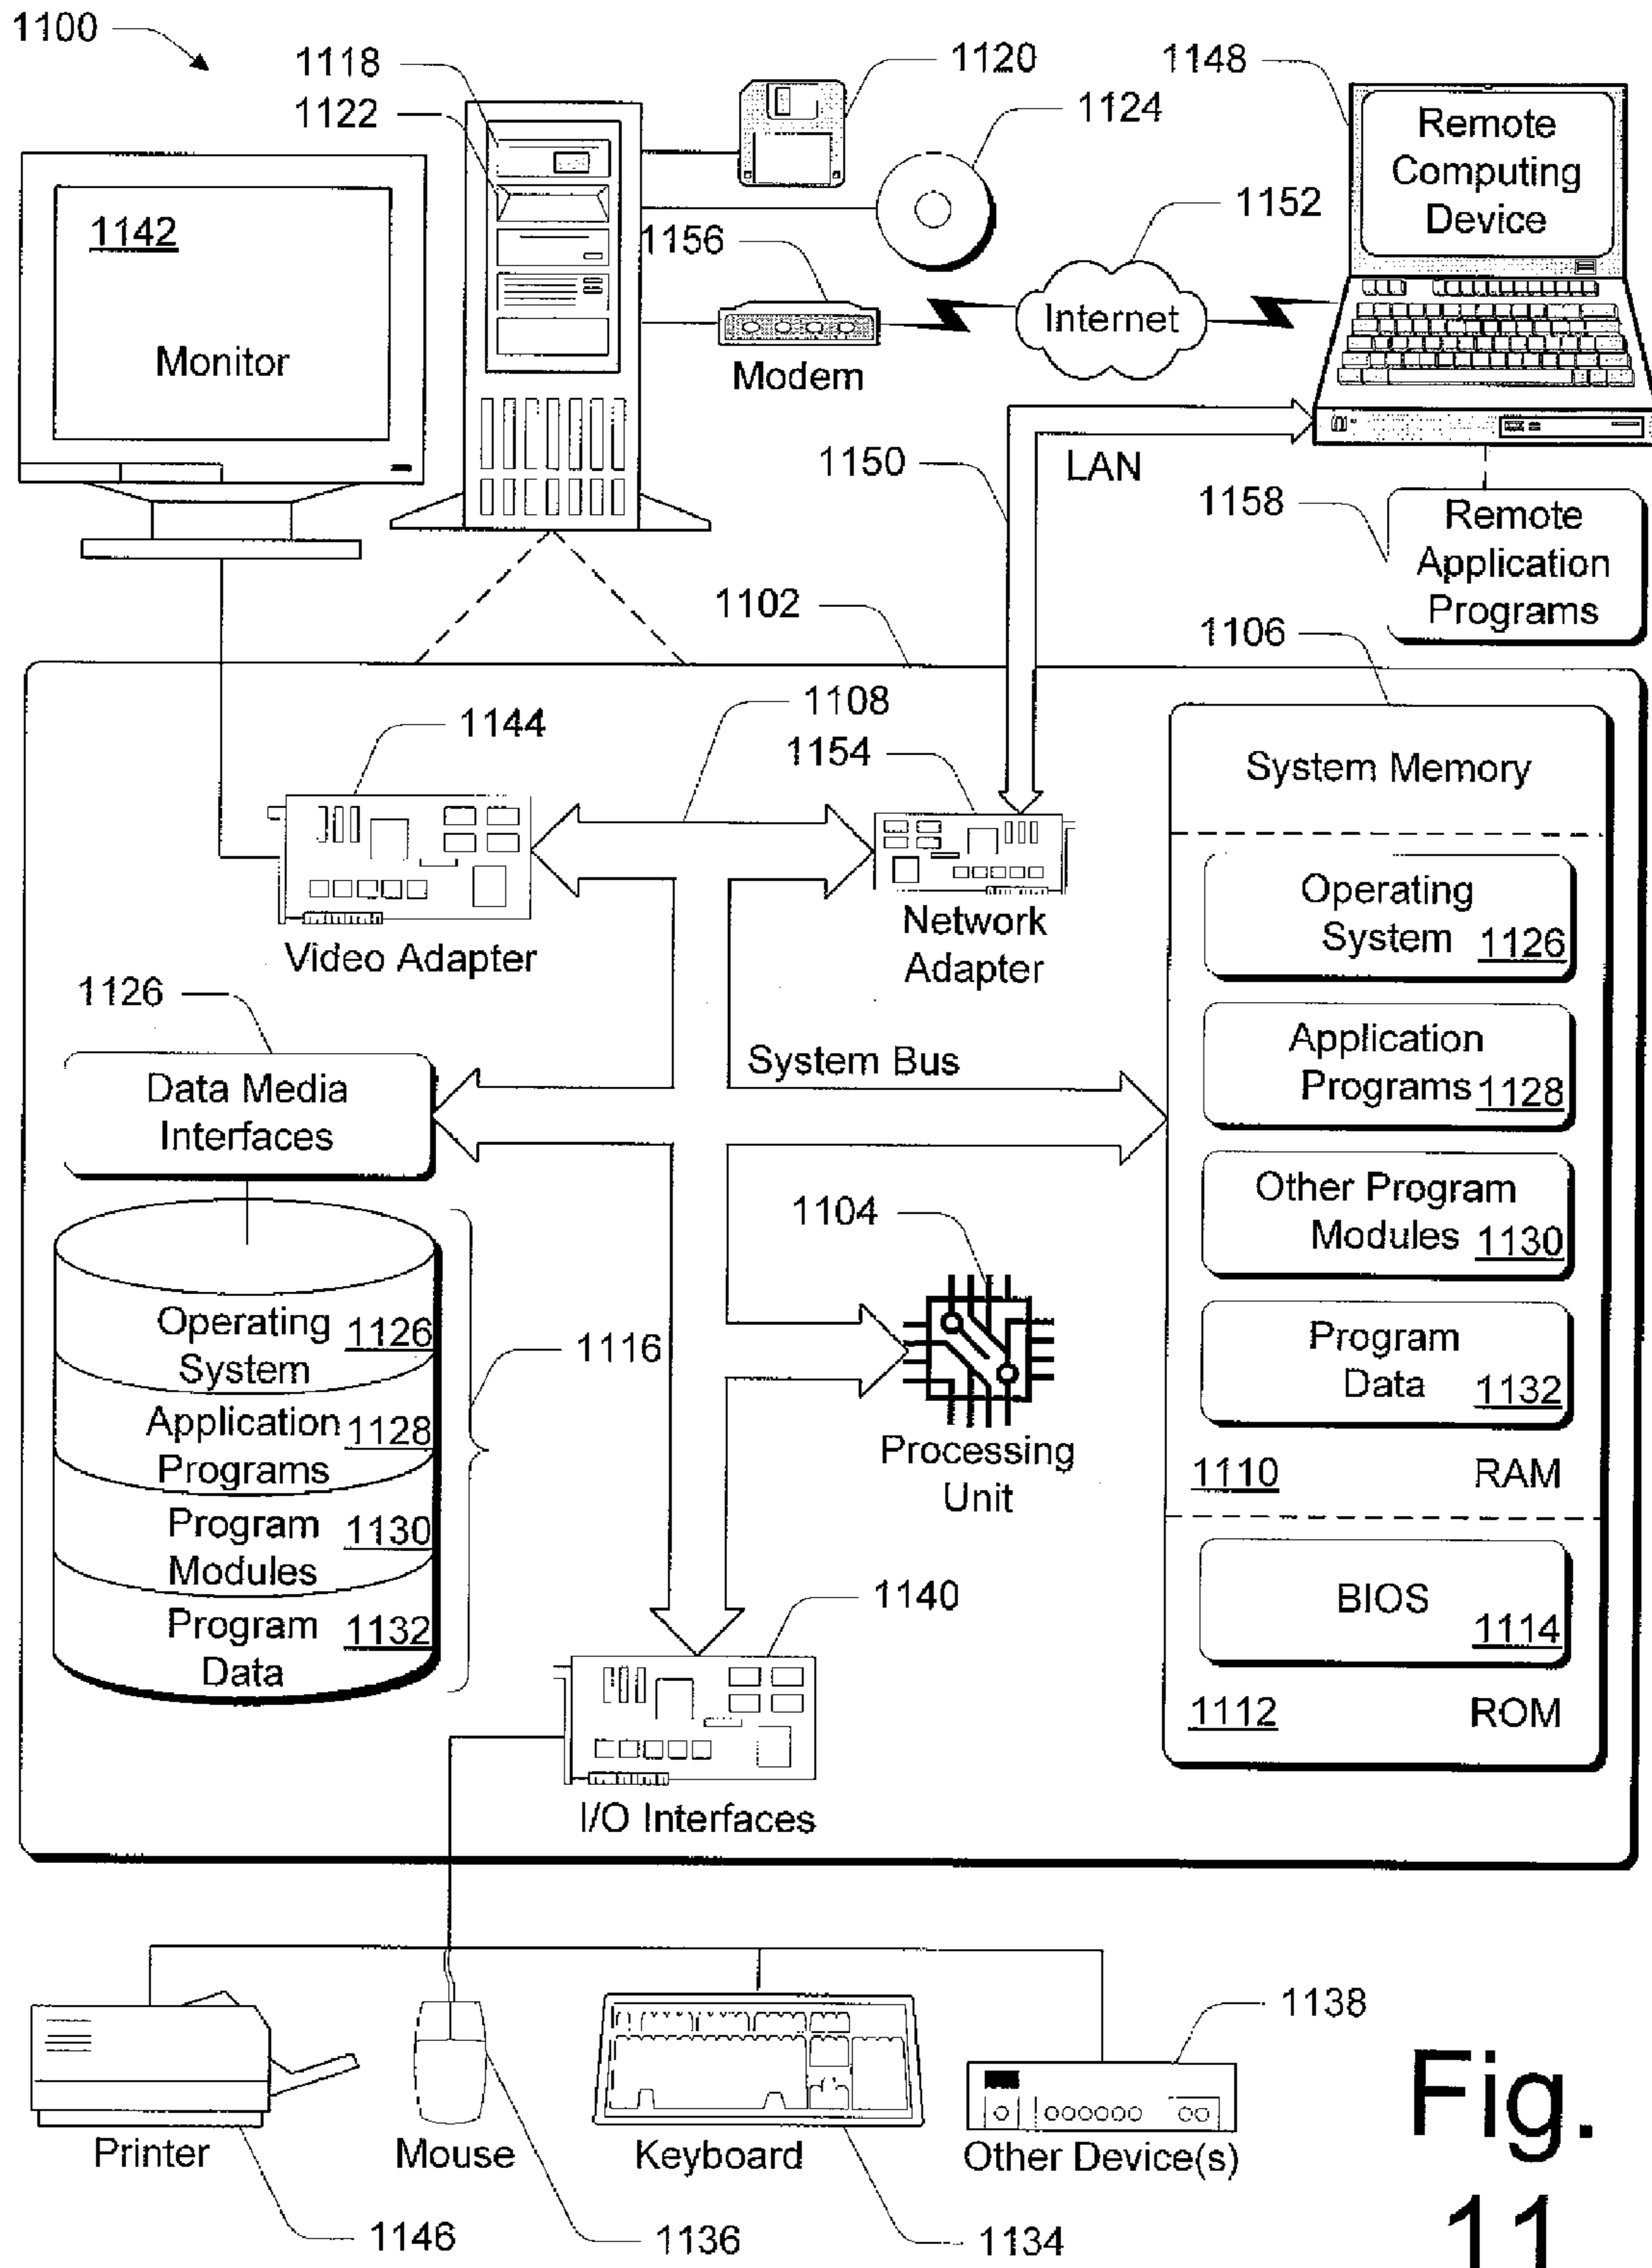 1100
1118
1122
1120
1124
1148
Remote
Computing
Device
1142
Monitor
1156
Modem
1152
Internet
1150
LAN
1158
Remote
Application
Programs
1102
1106
1108
1144
1154
System Memory
Video Adapter
Network
Adapter
Operating
System 1126
1126
Data Media
Interfaces
System Bus
Application
Programs 1128
Other Program
Modules 1130
1104
Processing
Unit
Program
Data 1132
1110 RAM
Operating 1126
System
Application 1128
Programs
Program 1130
Modules
Program 1132
Data
1116
BIOS
1114
1112 ROM
1140
I/O Interfaces
1138
Printer
Mouse
Keyboard
Other Device(s)
1146
1136
1134
Fig.
11